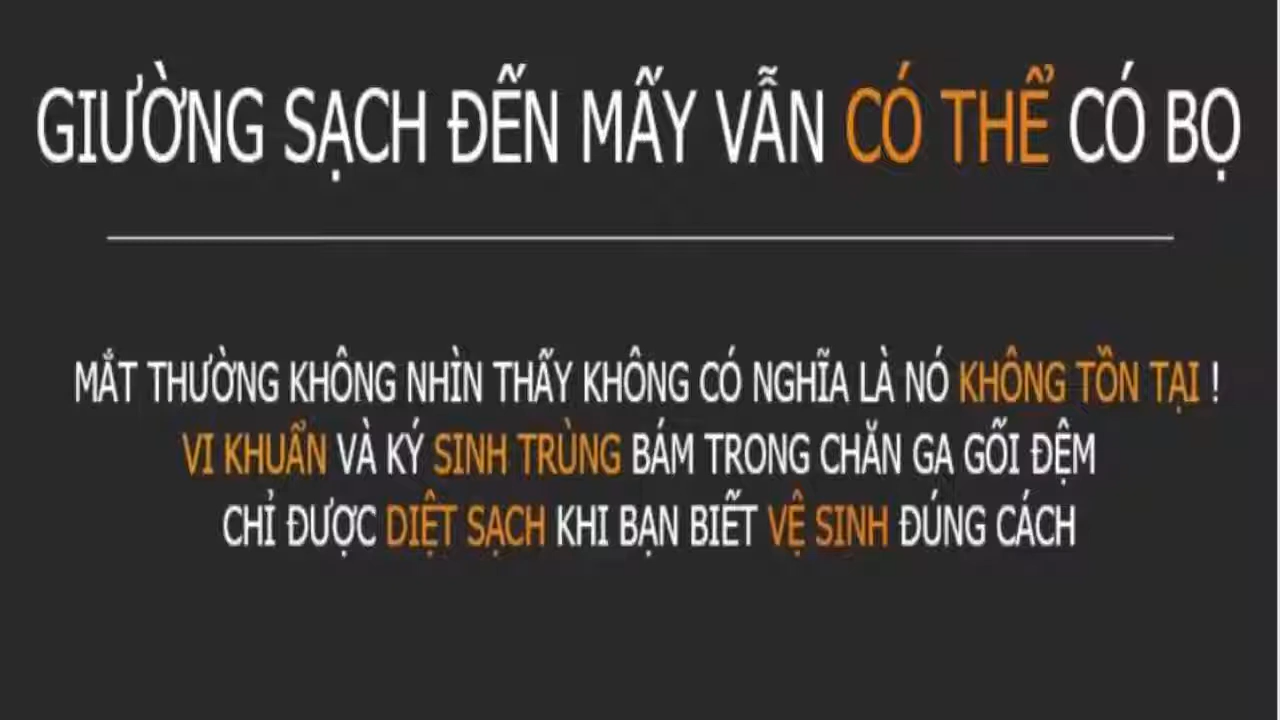 GIƯỜNG SẠCH ĐẾN MẤY VẪN CÓ THỂ CÓ BỌ
MẮT THƯỜNG KHÔNG NHÌN THẤY KHÔNG CÓ NGHĨA LÀ NÓ KHÔNG TỒN TẠI !
VI KHUẨN VÀ KÝ SINH TRÙNG BÁM TRONG CHĂN GA GỐI ĐỆM
CHỈ ĐƯỢC DIỆT SẠCH KHI BẠN BIẾT VỆ SINH ĐÚNG CÁCH